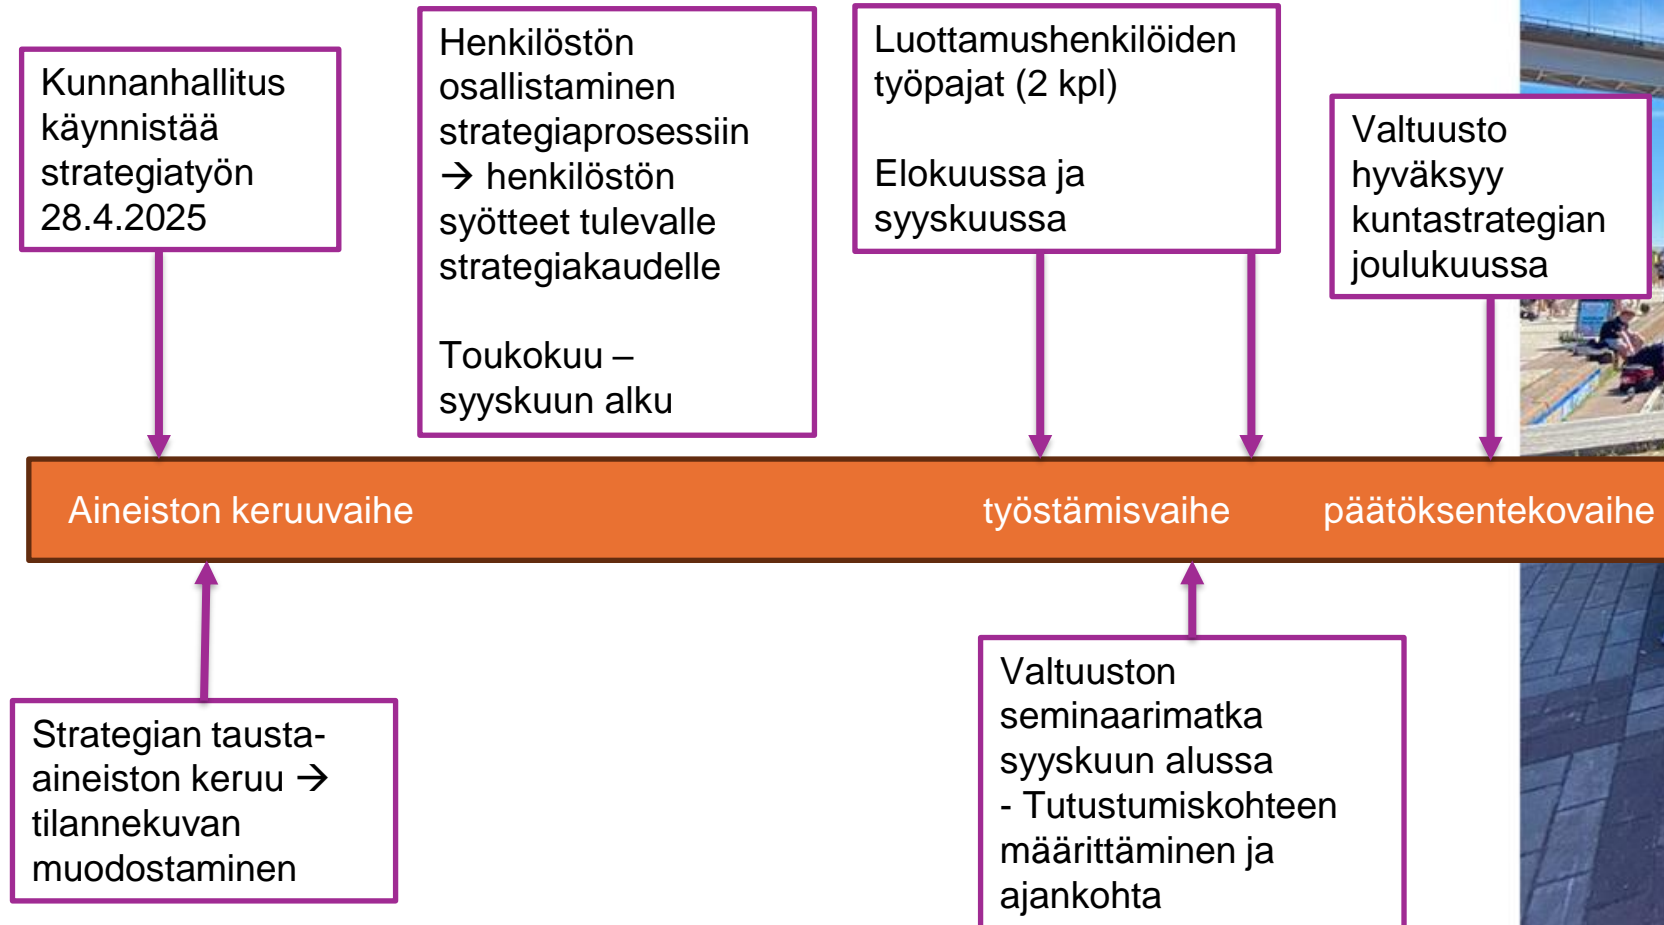 Kunnanhallitus
käynnistää
strategiatyön
28.4.2025
Henkilöstön
osallistaminen
strategiaprosessiin
→ henkilöstön
syötteet tulevalle
strategiakaudelle
Toukokuu –
syyskuun alku
Luottamushenkilöiden
työpajat (2 kpl)
Elokuussa ja
syyskuussa
Valtuusto
hyväksyy
kuntastrategian
joulukuussa
Aineiston keruuvaihe
työstämisvaihe
päätöksentekovaihe
Strategian tausta-
aineiston keruu →
tilannekuvan
muodostaminen
Valtuuston
seminaarimatka
syyskuun alussa
- Tutustumiskohteen
määrittäminen ja
ajankohta